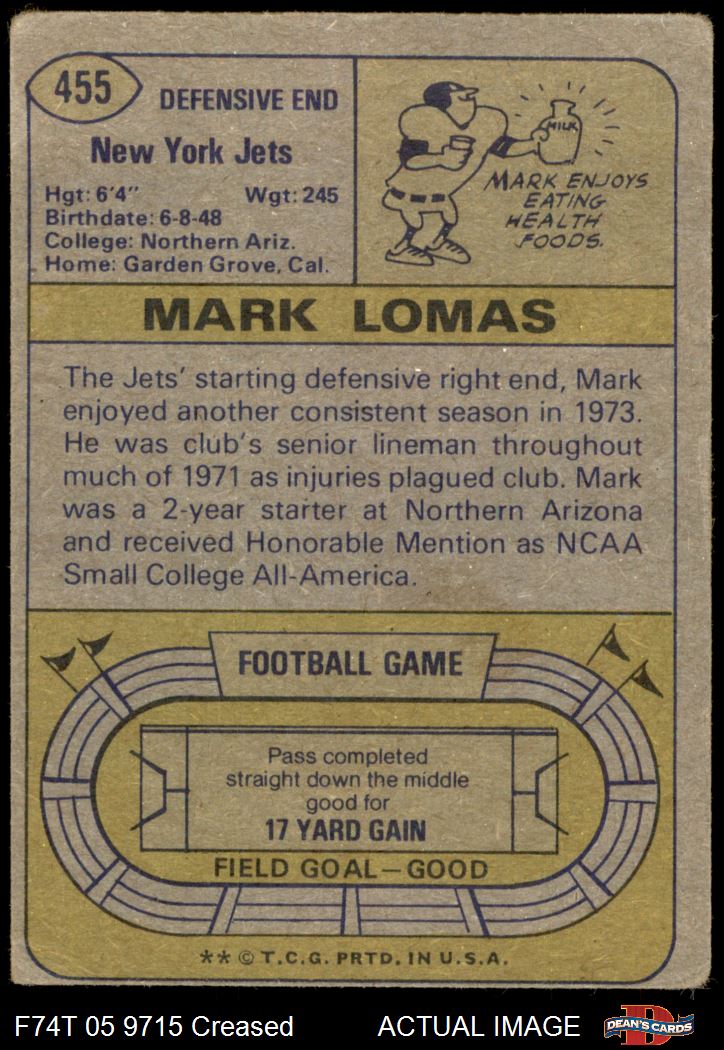 455
DEFENSIVE END
New York Jets
Hgt: 6'4" Wgt: 245
Birthdate: 6-8-48
College: Northern Ariz.
Home: Garden Grove, Cal.
MILK
MARK ENJOYS
EATING
HEALTH
FOODS.
MARK LOMAS
The Jets' starting defensive right end, Mark
enjoyed another consistent season in 1973.
He was club's senior lineman throughout
much of 1971 as injuries plagued club. Mark
was a 2-year starter at Northern Arizona
and received Honorable Mention as NCAA
Small College All-America.
FOOTBALL GAME
Pass completed
straight down the middle
good for
17 YARD GAIN
FIELD GOAL—GOOD
** © T.C.G. PRTD. IN U.S.A.
F74T 05 9715 Creased ACTUAL IMAGE
D
DEAN'S CARDS